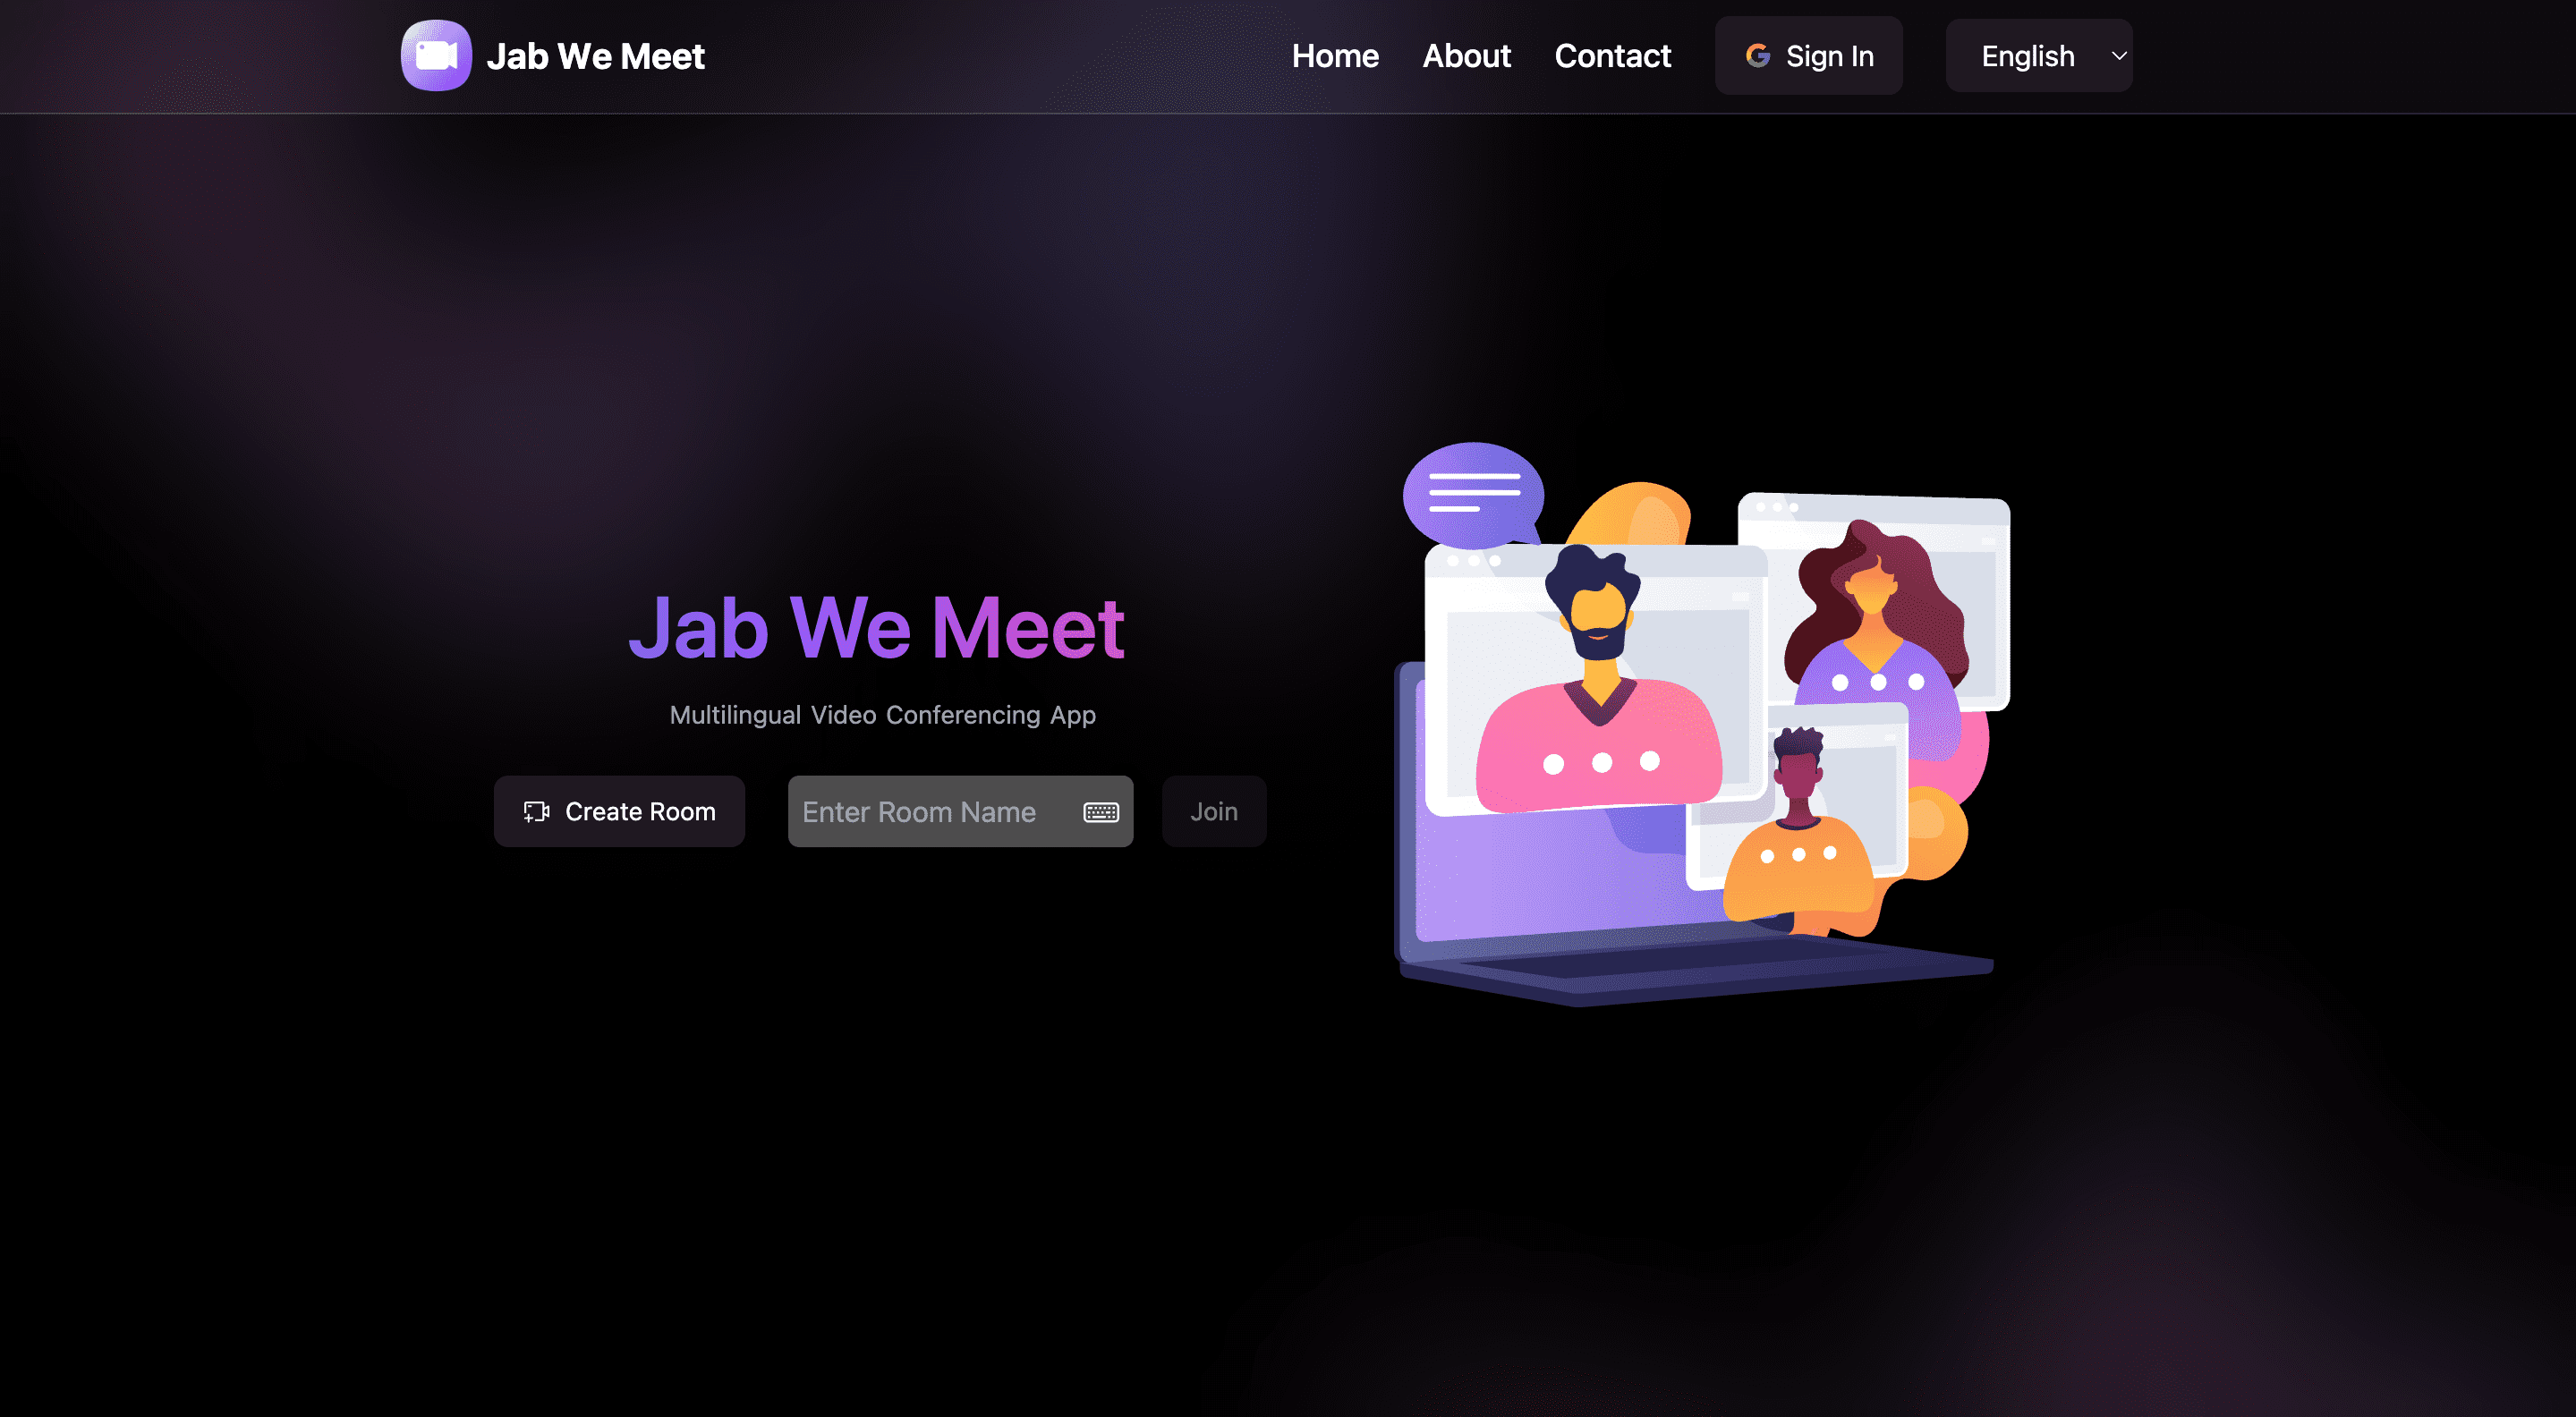 Jab We Meet
Home About Contact Sign In English
Jab We Meet
Multilingual Video Conferencing App
Create Room Enter Room Name Join